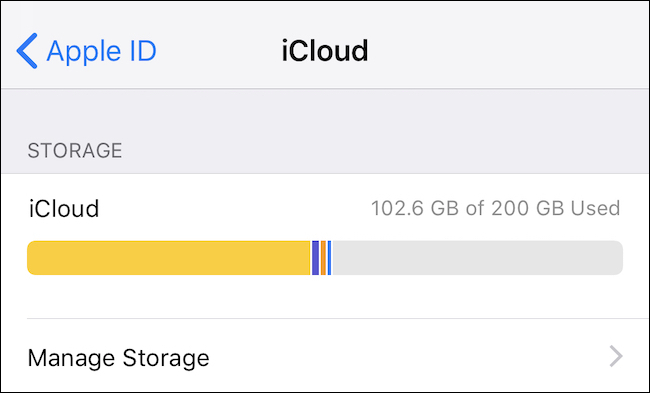 Apple ID
iCloud
STORAGE
iCloud
102.6 GB of 200 GB Used
Manage Storage